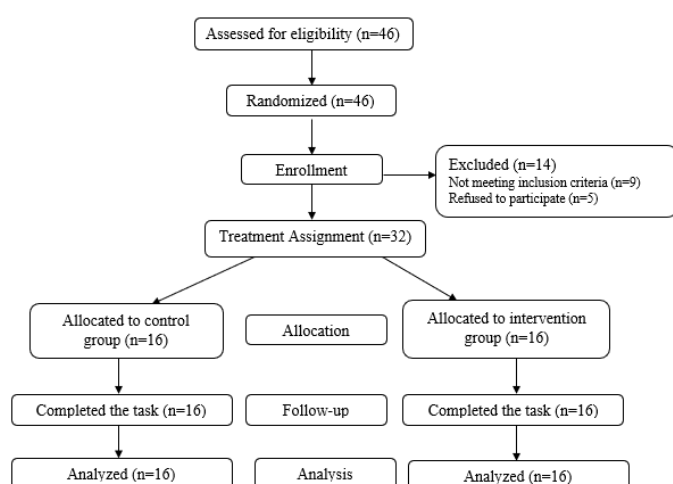 Assessed for eligibility (n=46)
Randomized (n=46)
Enrollment
Excluded (n=14)
Not meeting inclusion criteria (n=9)
Refused to participate (n=5)
Treatment Assignment (n=32)
Allocated to control
group (n=16)
Allocation
Allocated to intervention
group (n=16)
Completed the task (n=16)
Follow-up
Completed the task (n=16)
Analyzed (n=16)
Analysis
Analyzed (n=16)